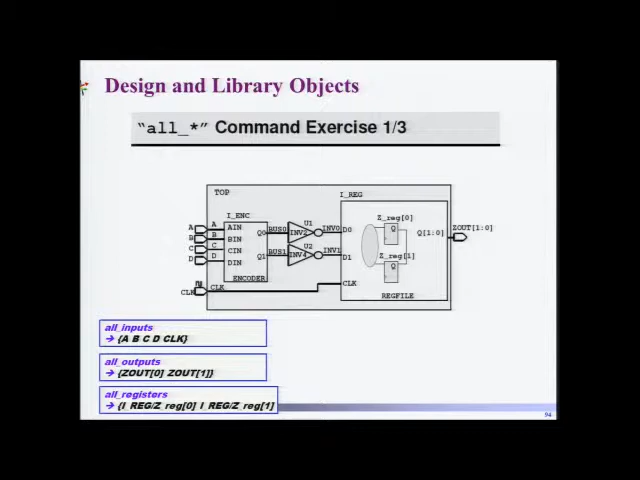 Design and Library Objects
"all_*" Command Exercise 1/3
TOP
I_REG
I_ENC
A
A
AIN
Q0
BUS0
U1
INV2
INV0
D0
Z_reg[0]
Q
Q[1:0]
ZOUT[1:0]
B
B
BIN
C
C
CIN
Q1
BUS1
U2
INV4
INV1
D1
Z_reg[1]
Q
D
D
DIN
ENCODER
CLK
CLK
CLK
REGFILE
all_inputs
→ {A B C D CLK}
all_outputs
→ {ZOUT[0] ZOUT[1]}
all_registers
→ {I_REG/Z_reg[0] I_REG/Z_reg[1]
94